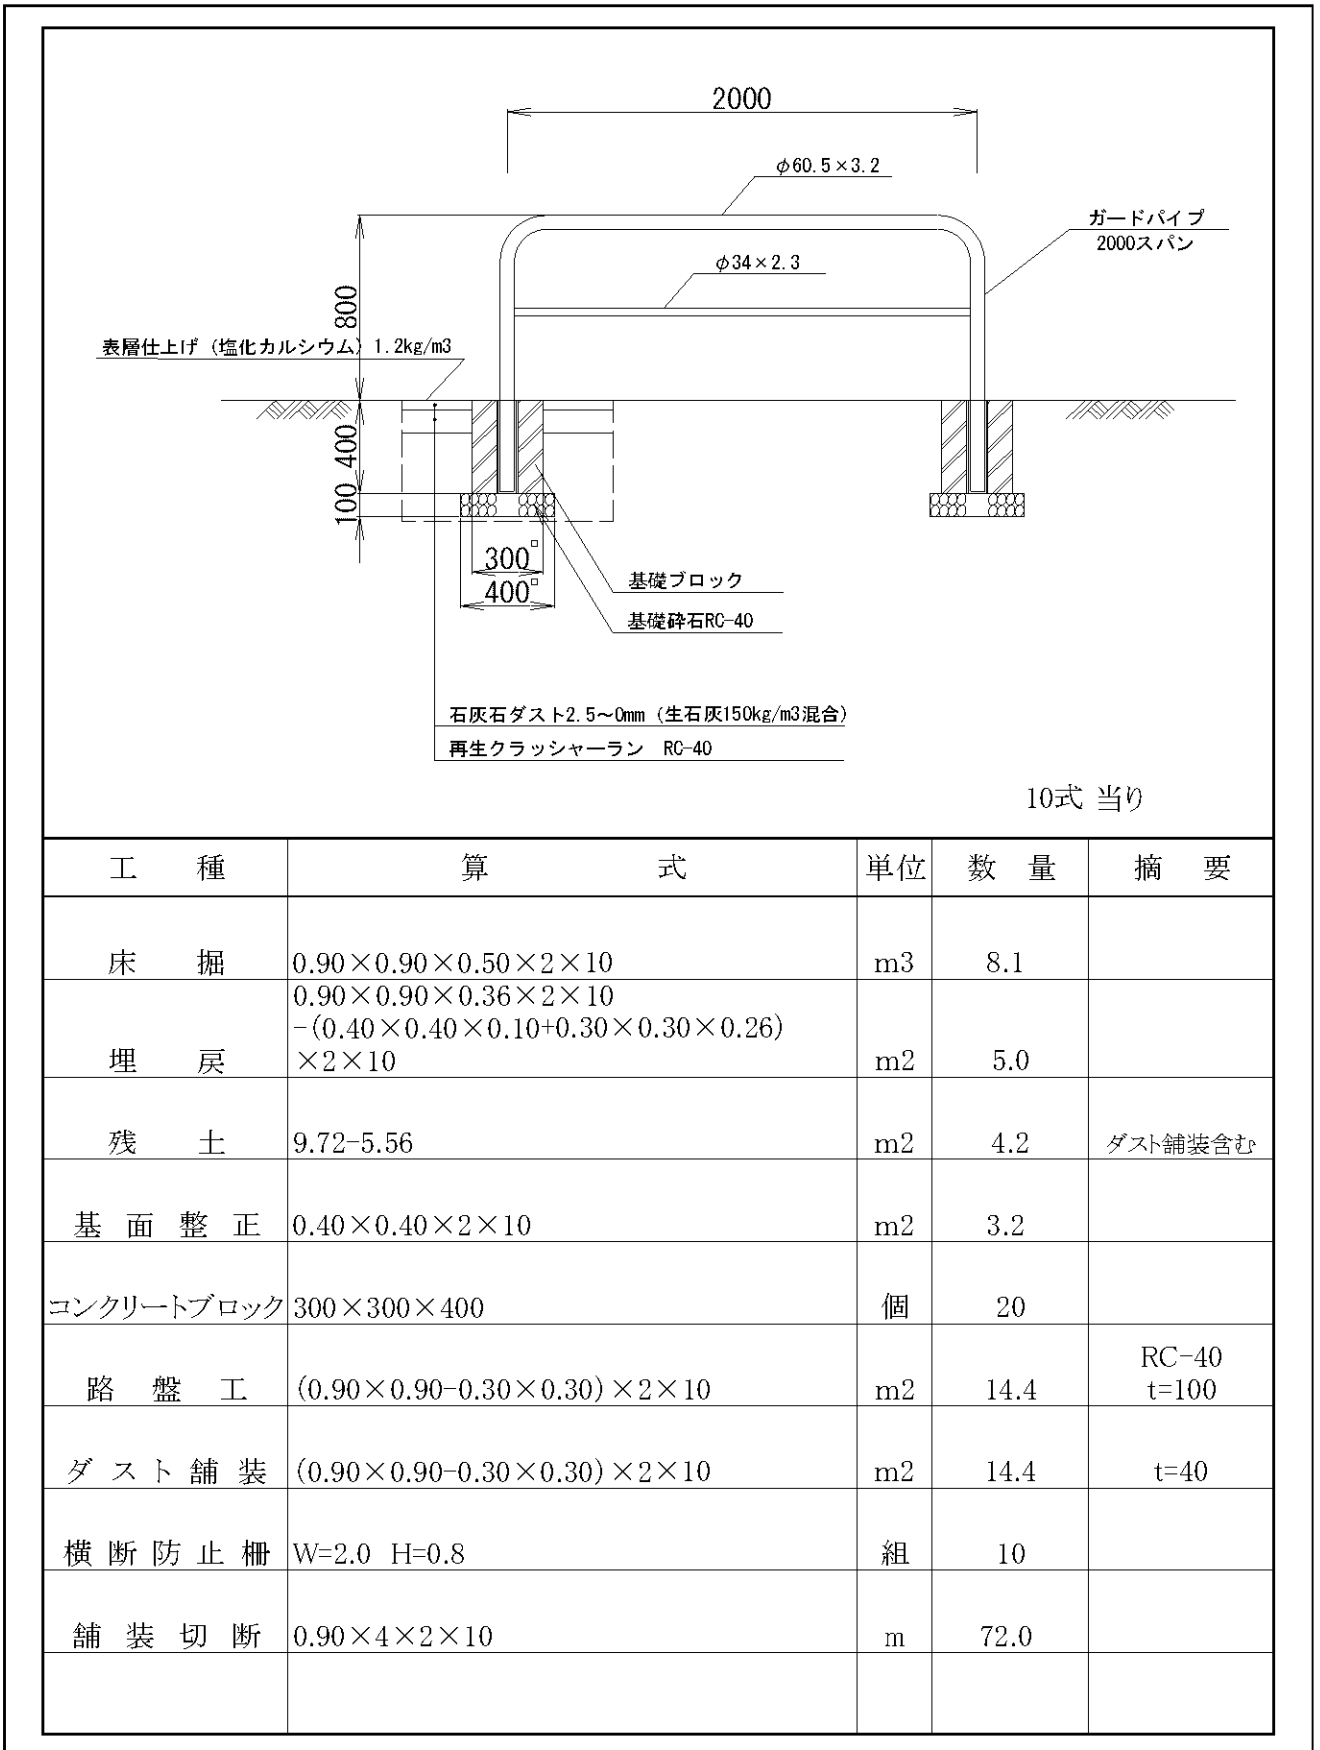 2000
φ60.5×3.2
ガードパイプ
2000スパン
φ34×2.3
800
表層仕上げ（塩化カルシウム）1.2kg/m3
400
100
300□
400□
基礎ブロック
基礎砕石RC-40
石灰石ダスト2.5～0mm（生石灰150kg/m3混合）
再生クラッシャーラン RC-40
10式 当り
工 種 算 式 単位 数 量 摘 要
床 掘 0.90×0.90×0.50×2×10 m3 8.1
0.90×0.90×0.36×2×10
-(0.40×0.40×0.10+0.30×0.30×0.26)
埋 戻 ×2×10 m2 5.0
残 土 9.72-5.56 m2 4.2 ダスト舗装含む
基 面 整 正 0.40×0.40×2×10 m2 3.2
コンクリートブロック 300×300×400 個 20
RC-40
路 盤 工 (0.90×0.90-0.30×0.30)×2×10 m2 14.4 t=100
ダ ス ト 舗 装 (0.90×0.90-0.30×0.30)×2×10 m2 14.4 t=40
横 断 防 止 柵 W=2.0 H=0.8 組 10
舗 装 切 断 0.90×4×2×10 m 72.0